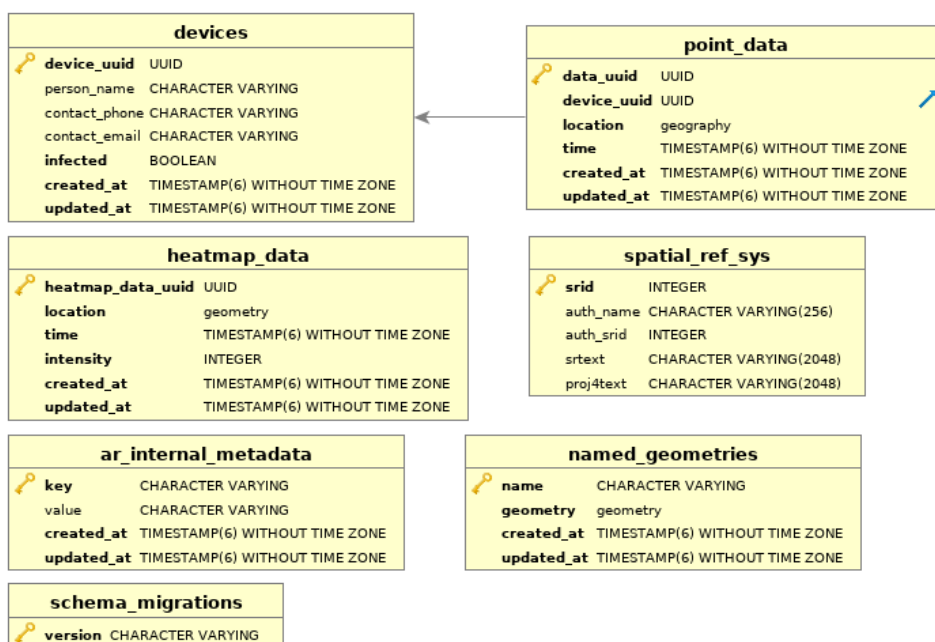 devices
device_uuid UUID
person_name CHARACTER VARYING
contact_phone CHARACTER VARYING
contact_email CHARACTER VARYING
infected BOOLEAN
created_at TIMESTAMP(6) WITHOUT TIME ZONE
updated_at TIMESTAMP(6) WITHOUT TIME ZONE
point_data
data_uuid UUID
device_uuid UUID
location geography
time TIMESTAMP(6) WITHOUT TIME ZONE
created_at TIMESTAMP(6) WITHOUT TIME ZONE
updated_at TIMESTAMP(6) WITHOUT TIME ZONE
heatmap_data
heatmap_data_uuid UUID
location geometry
time TIMESTAMP(6) WITHOUT TIME ZONE
intensity INTEGER
created_at TIMESTAMP(6) WITHOUT TIME ZONE
updated_at TIMESTAMP(6) WITHOUT TIME ZONE
spatial_ref_sys
srid INTEGER
auth_name CHARACTER VARYING(256)
auth_srid INTEGER
srtext CHARACTER VARYING(2048)
proj4text CHARACTER VARYING(2048)
ar_internal_metadata
key CHARACTER VARYING
value CHARACTER VARYING
created_at TIMESTAMP(6) WITHOUT TIME ZONE
updated_at TIMESTAMP(6) WITHOUT TIME ZONE
named_geometries
name CHARACTER VARYING
geometry geometry
created_at TIMESTAMP(6) WITHOUT TIME ZONE
updated_at TIMESTAMP(6) WITHOUT TIME ZONE
schema_migrations
version CHARACTER VARYING